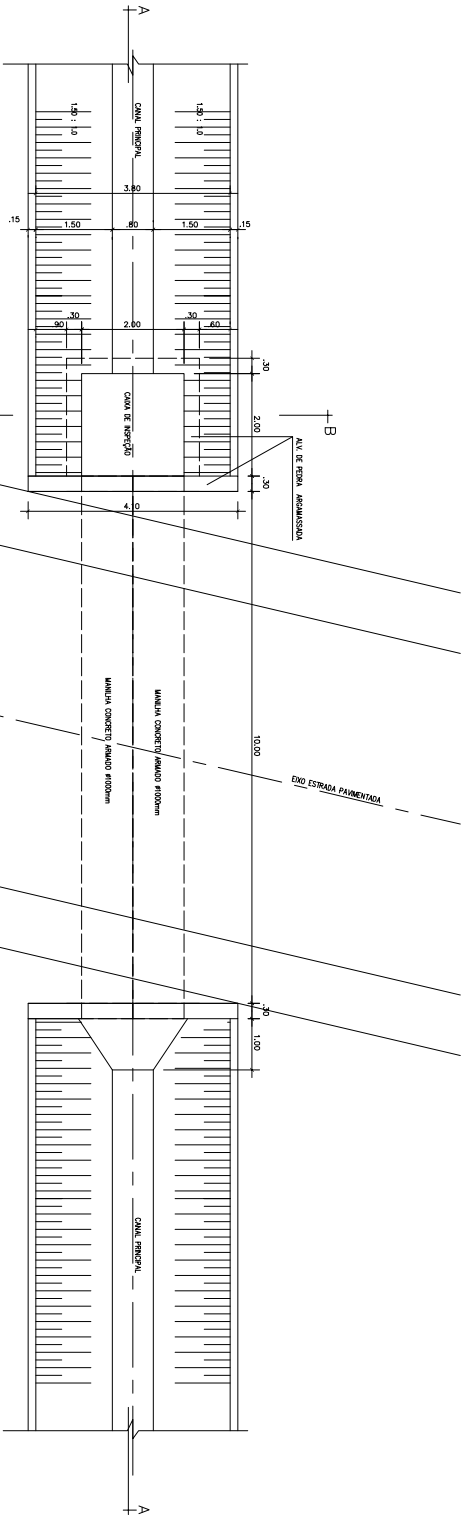 A
1.50 : 1.0
CANAL PRINCIPAL
1.50 : 1.0
3.80
.15
1.50
.80
1.50
.15
.90
.30
2.00
.30
.60
.30
CAIXA DE INSPEÇÃO
2.00
B
ALV. DE PEDRA ARGAMASSADA
.30
4.10
MANILHA CONCRETO ARMADO ø1000mm
MANILHA CONCRETO ARMADO ø1000mm
10.00
EIXO ESTRADA PAVIMENTADA
.30
1.00
CANAL PRINCIPAL
A